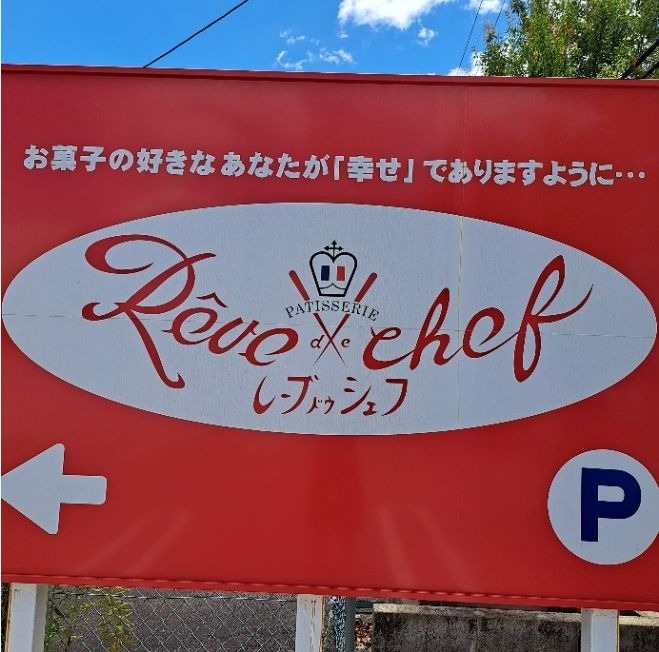 お菓子の好きなあなたが「幸せ」でありますように…
PATISSERIE
Rêve de chef
レーブドゥシェフ
P